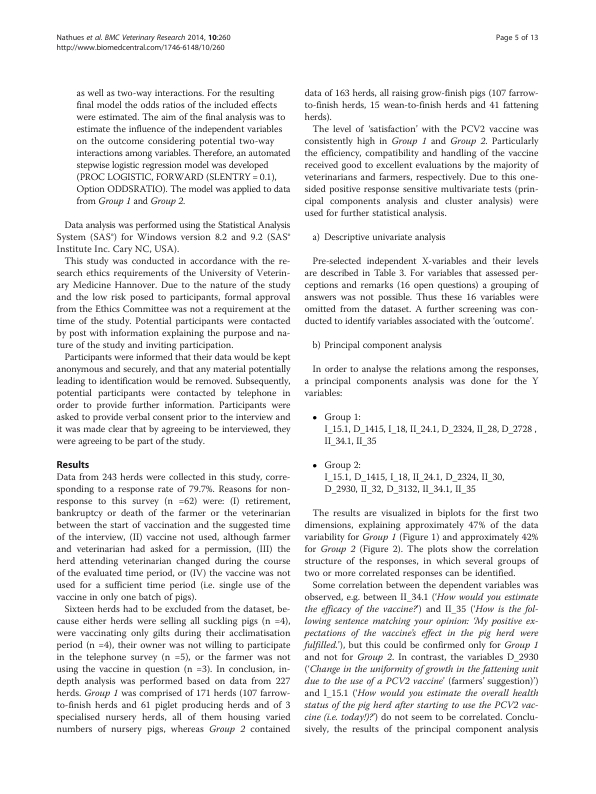 Nathues et al. BMC Veterinary Research 2014, 10:260
http://www.biomedcentral.com/1746-6148/10/260
Page 5 of 13
as well as two-way interactions. For the resulting
final model the odds ratios of the included effects
were estimated. The aim of the final analysis was to
estimate the influence of the independent variables
on the outcome considering potential two-way
interactions among variables. Therefore, an automated
stepwise logistic regression model was developed
(PROC LOGISTIC, FORWARD (SLENTRY = 0.1),
Option ODDSRATIO). The model was applied to data
from Group 1 and Group 2.
Data analysis was performed using the Statistical Analysis
System (SAS® for Windows version 8.2 and 9.2 (SAS®
Institute Inc. Cary NC, USA).
This study was conducted in accordance with the re-
search ethics requirements of the University of Veterin-
ary Medicine Hannover. Due to the nature of the study
and the low risk posed to participants, formal approval
from the Ethics Committee was not a requirement at the
time of the study. Potential participants were contacted
by post with information explaining the purpose and na-
ture of the study and inviting participation.
Participants were informed that their data would be kept
anonymous and securely, and that any material potentially
leading to identification would be removed. Subsequently,
potential participants were contacted by telephone in
order to provide further information. Participants were
asked to provide verbal consent prior to the interview and
it was made clear that by agreeing to be interviewed, they
were agreeing to be part of the study.
Results
Data from 243 herds were collected in this study, corre-
sponding to a response rate of 79.7%. Reasons for non-
response to this survey (n =62) were: (I) retirement,
bankruptcy or death of the farmer or the veterinarian
between the start of vaccination and the suggested time
of the interview, (II) vaccine not used, although farmer
and veterinarian had asked for a permission, (III) the
herd attending veterinarian changed during the course
of the evaluated time period, or (IV) the vaccine was not
used for a sufficient time period (i.e. single use of the
vaccine in only one batch of pigs).
Sixteen herds had to be excluded from the dataset, be-
cause either herds were selling all suckling pigs (n =4),
were vaccinating only gilts during their acclimatisation
period (n =4), their owner was not willing to participate
in the telephone survey (n =5), or the farmer was not
using the vaccine in question (n =3). In conclusion, in-
depth analysis was performed based on data from 227
herds. Group 1 was comprised of 171 herds (107 farrow-
to-finish herds and 61 piglet producing herds and of 3
specialised nursery herds, all of them housing varied
numbers of nursery pigs, whereas Group 2 contained
data of 163 herds, all raising grow-finish pigs (107 farrow-
to-finish herds, 15 wean-to-finish herds and 41 fattening
herds).
The level of 'satisfaction' with the PCV2 vaccine was
consistently high in Group 1 and Group 2. Particularly
the efficiency, compatibility and handling of the vaccine
received good to excellent evaluations by the majority of
veterinarians and farmers, respectively. Due to this one-
sided positive response sensitive multivariate tests (prin-
cipal components analysis and cluster analysis) were
used for further statistical analysis.
a) Descriptive univariate analysis
Pre-selected independent X-variables and their levels
are described in Table 3. For variables that assessed per-
ceptions and remarks (16 open questions) a grouping of
answers was not possible. Thus these 16 variables were
omitted from the dataset. A further screening was con-
ducted to identify variables associated with the 'outcome'.
b) Principal component analysis
In order to analyse the relations among the responses,
a principal components analysis was done for the Y
variables:
• Group 1:
I_15.1, D_1415, I_18, II_24.1, D_2324, II_28, D_2728 ,
II_34.1, II_35
• Group 2:
I_15.1, D_1415, I_18, II_24.1, D_2324, II_30,
D_2930, II_32, D_3132, II_34.1, II_35
The results are visualized in biplots for the first two
dimensions, explaining approximately 47% of the data
variability for Group 1 (Figure 1) and approximately 42%
for Group 2 (Figure 2). The plots show the correlation
structure of the responses, in which several groups of
two or more correlated responses can be identified.
Some correlation between the dependent variables was
observed, e.g. between II_34.1 ('How would you estimate
the efficacy of the vaccine?') and II_35 ('How is the fol-
lowing sentence matching your opinion: 'My positive ex-
pectations of the vaccine's effect in the pig herd were
fulfilled.'), but this could be confirmed only for Group 1
and not for Group 2. In contrast, the variables D_2930
('Change in the uniformity of growth in the fattening unit
due to the use of a PCV2 vaccine' (farmers' suggestion)')
and I_15.1 ('How would you estimate the overall health
status of the pig herd after starting to use the PCV2 vac-
cine (i.e. today!)?') do not seem to be correlated. Conclu-
sively, the results of the principal component analysis